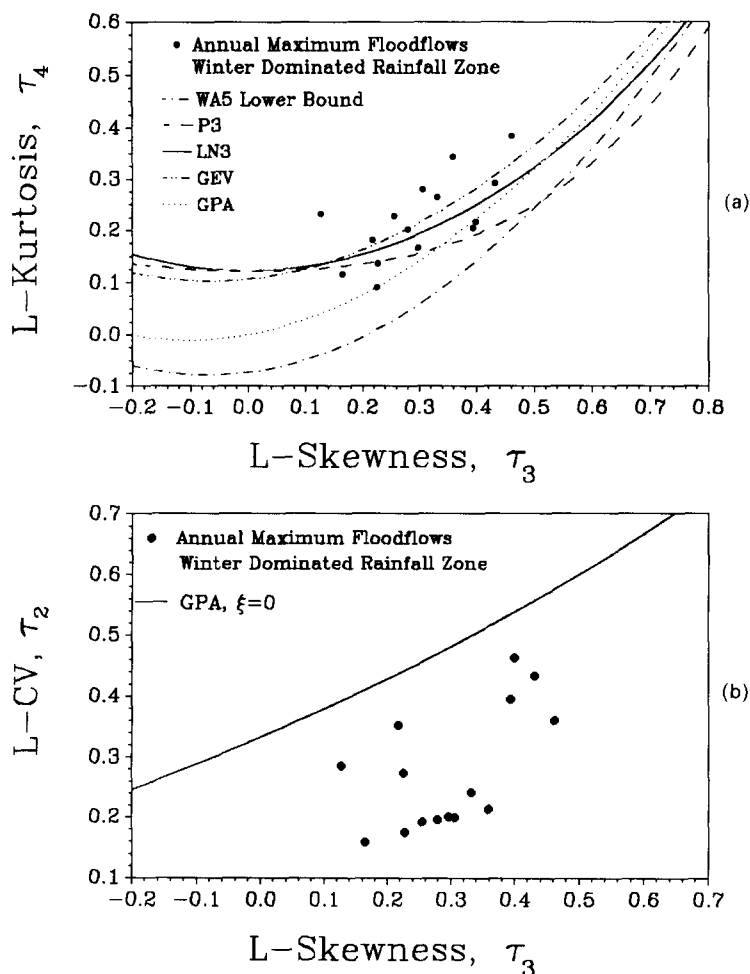 0.6
0.5
0.4
0.3
0.2
0.1
0.0
−0.1
L−Kurtosis, τ4
Annual Maximum Floodflows
Winter Dominated Rainfall Zone
WA5 Lower Bound
P3
LN3
GEV
GPA
(a)
−0.2 −0.1 0.0 0.1 0.2 0.3 0.4 0.5 0.6 0.7 0.8
L−Skewness, τ3
0.7
0.6
0.5
0.4
0.3
0.2
0.1
L−CV, τ2
Annual Maximum Floodflows
Winter Dominated Rainfall Zone
GPA, ξ=0
(b)
−0.2 −0.1 0.0 0.1 0.2 0.3 0.4 0.5 0.6 0.7
L−Skewness, τ3